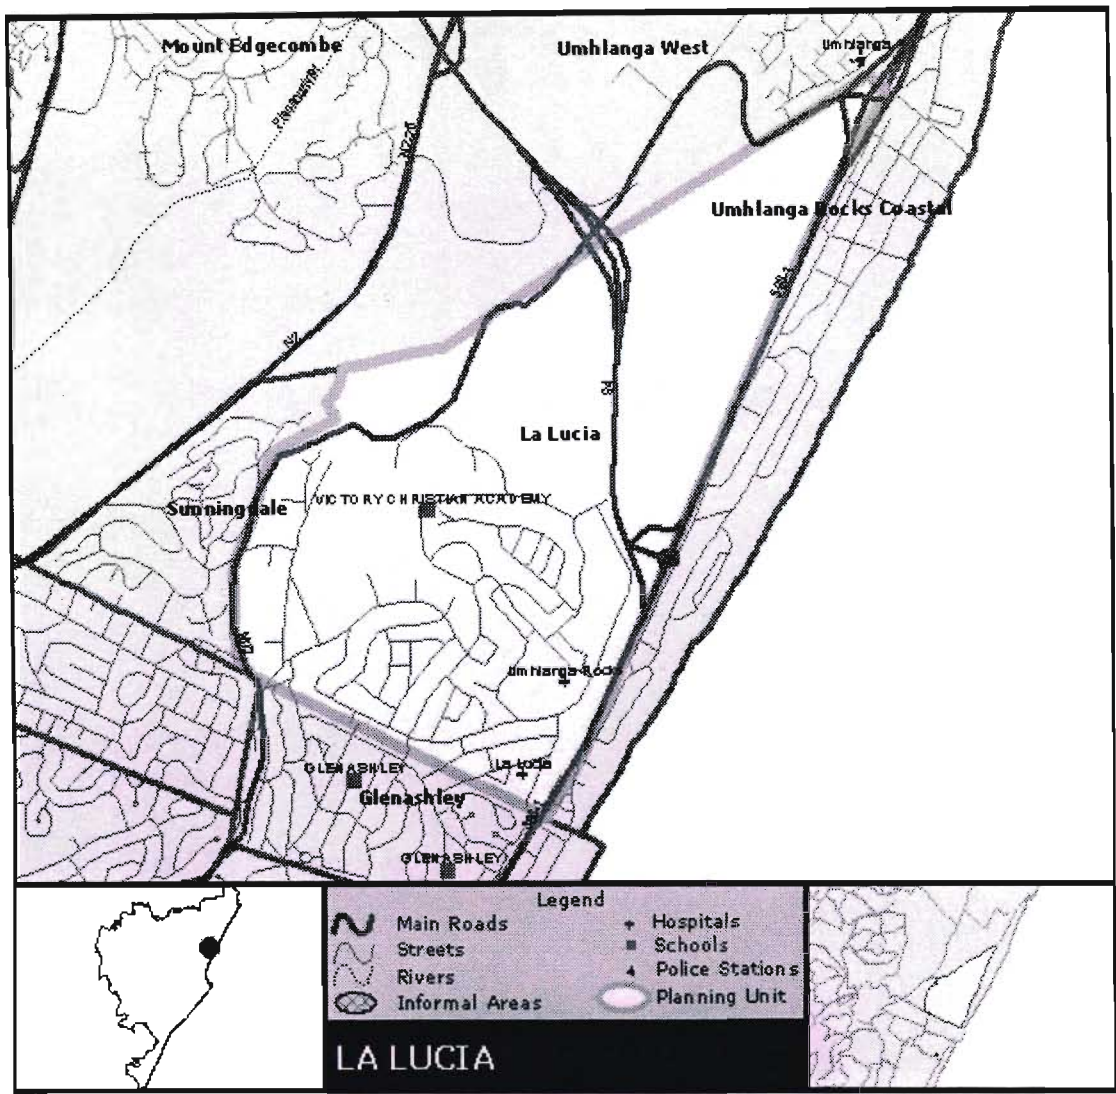 Mount Edgecombe
Umhlanga West
Umhlanga
N22d
Umhlanga Rocks Coastal
N2
La Lucia
VICTORY CHRISTIAN ACADEMY
Sunningdale
Umhlanga Rocks
La Lucia
GLENASHLEY
Glenashley
GLENASHLEY
Legend
Main Roads
Streets
Rivers
Informal Areas
Hospitals
Schools
Police Stations
Planning Unit
LA LUCIA